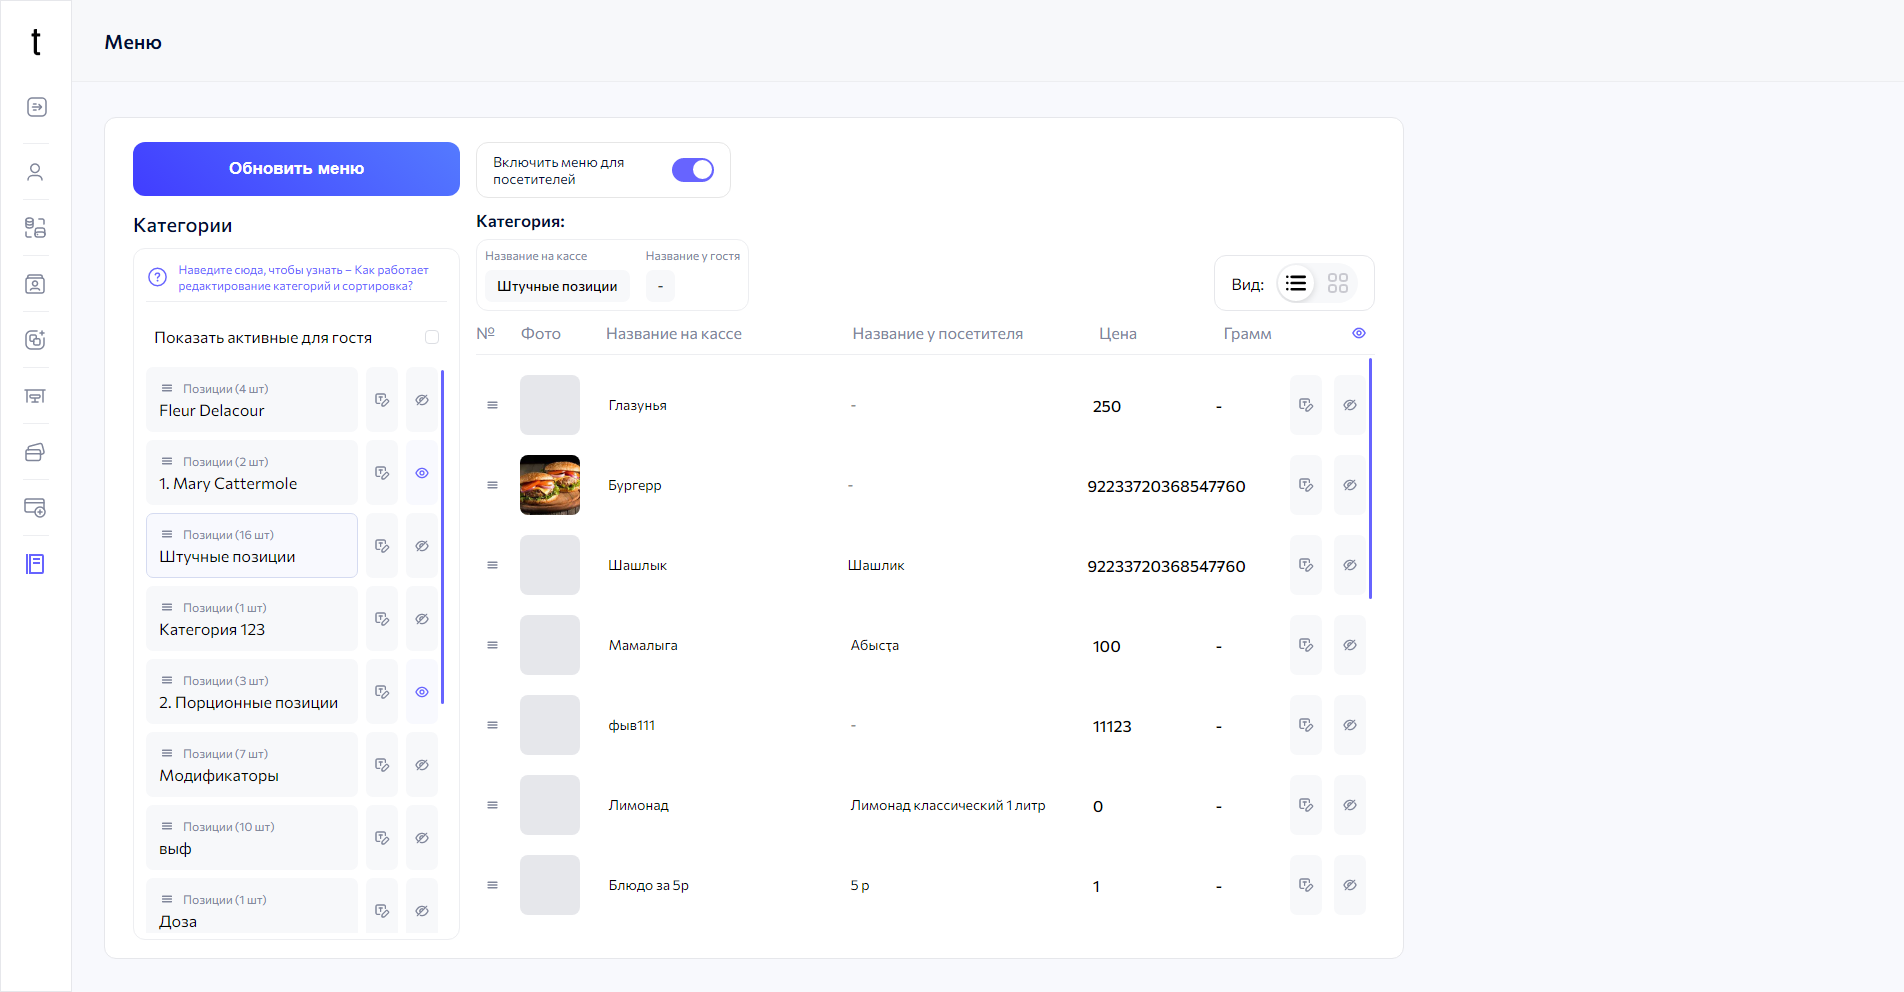 t
Меню
Обновить меню
Включить меню для
посетителей
Категории
Наведите сюда, чтобы узнать – Как работает
редактирование категорий и сортировка?
Показать активные для гостя
Позиции (4 шт)
Fleur Delacour
Позиции (2 шт)
1. Mary Cattermole
Позиции (16 шт)
Штучные позиции
Позиции (1 шт)
Категория 123
Позиции (3 шт)
2. Порционные позиции
Позиции (7 шт)
Модификаторы
Позиции (10 шт)
выф
Позиции (1 шт)
Доза
Категория:
Название на кассе Название у гостя
Штучные позиции -
Вид:
№ Фото Название на кассе Название у посетителя Цена Грамм
Глазунья - 250 -
Бургерр - 92233720368547760 -
Шашлык Шашлик 92233720368547760 -
Мамалыга Абысҭа 100 -
фыв111 - 11123 -
Лимонад Лимонад классический 1 литр 0 -
Блюдо за 5р 5 р 1 -